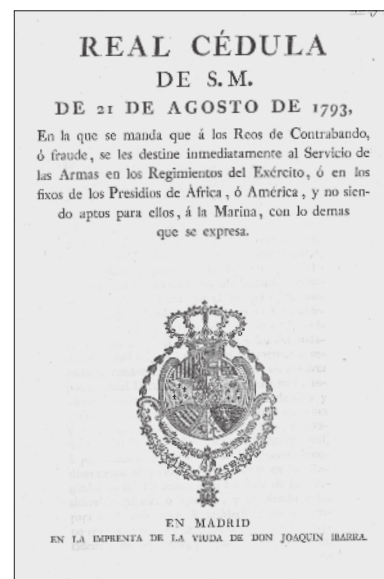 REAL CÉDULA
DE S.M.
DE 21 DE AGOSTO DE 1793,
En la que se manda que á los Reos de Contrabando,
ó fraude, se les destine inmediatamente al Servicio de
las Armas en los Regimientos del Exército, ó en los
fixos de los Presidios de África, ó América, y no sien-
do aptos para ellos, á la Marina, con lo demas
que se expresa.
EN MADRID
EN LA IMPRENTA DE LA VIUDA DE DON JOAQUIN IBARRA.